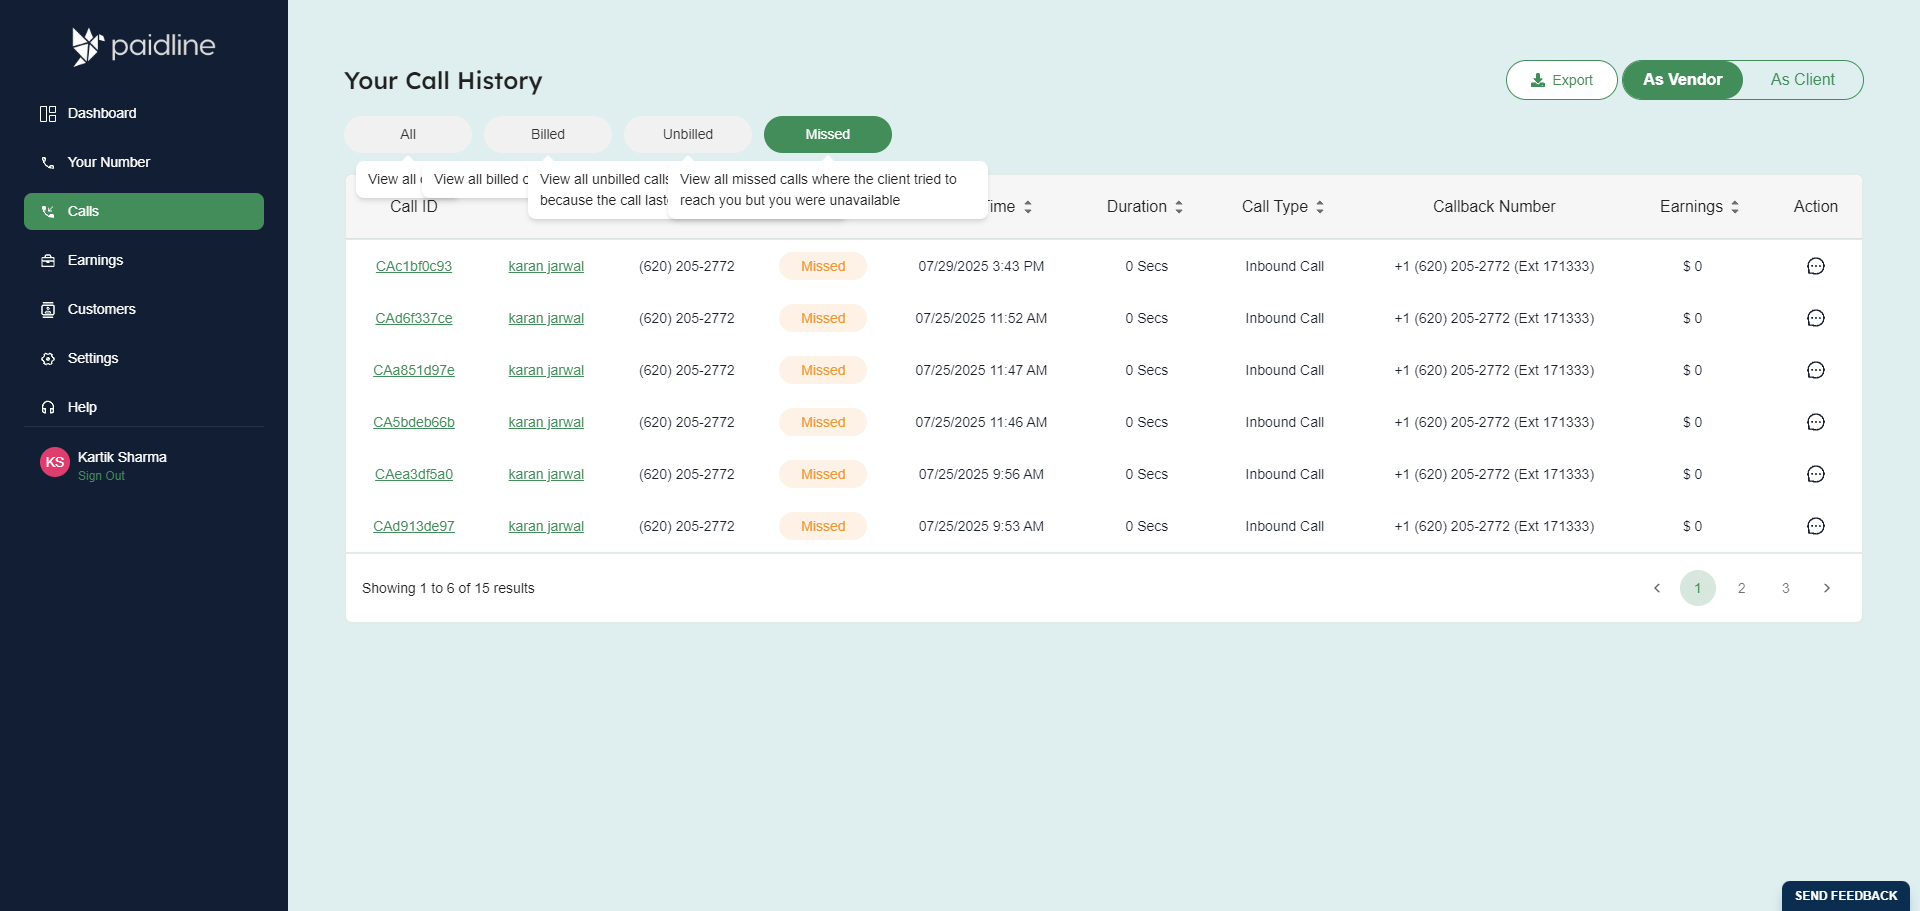 paidline
Dashboard
Your Number
Calls
Earnings
Customers
Settings
Help
KS
Kartik Sharma
Sign Out
Your Call History
Export
As Vendor
As Client
All
Billed
Unbilled
Missed
View all
View all billed
View all unbilled calls
because the call
View all missed calls where the client tried to
reach you but you were unavailable
Call ID
Duration
Call Type
Callback Number
Earnings
Action
CAc1bf0c93 karan jarwal (620) 205-2772 Missed 07/29/2025 3:43 PM 0 Secs Inbound Call +1 (620) 205-2772 (Ext 171333) $ 0
CAd6f337ce karan jarwal (620) 205-2772 Missed 07/25/2025 11:52 AM 0 Secs Inbound Call +1 (620) 205-2772 (Ext 171333) $ 0
CAa851d97e karan jarwal (620) 205-2772 Missed 07/25/2025 11:47 AM 0 Secs Inbound Call +1 (620) 205-2772 (Ext 171333) $ 0
CA5bdeb66b karan jarwal (620) 205-2772 Missed 07/25/2025 11:46 AM 0 Secs Inbound Call +1 (620) 205-2772 (Ext 171333) $ 0
CAea3df5a0 karan jarwal (620) 205-2772 Missed 07/25/2025 9:56 AM 0 Secs Inbound Call +1 (620) 205-2772 (Ext 171333) $ 0
CAd913de97 karan jarwal (620) 205-2772 Missed 07/25/2025 9:53 AM 0 Secs Inbound Call +1 (620) 205-2772 (Ext 171333) $ 0
Showing 1 to 6 of 15 results
1 2 3
SEND FEEDBACK